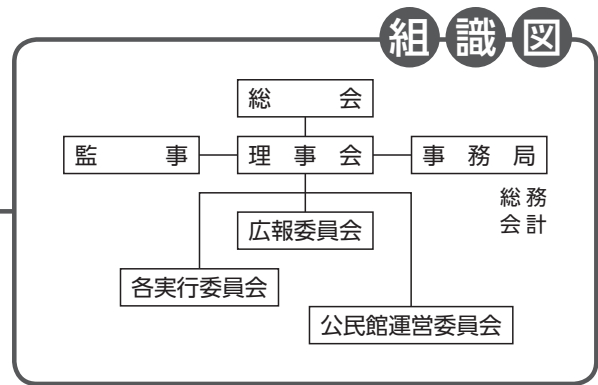 組識図
総会
監事 理事会 事務局
総務
会計
広報委員会
各実行委員会
公民館運営委員会